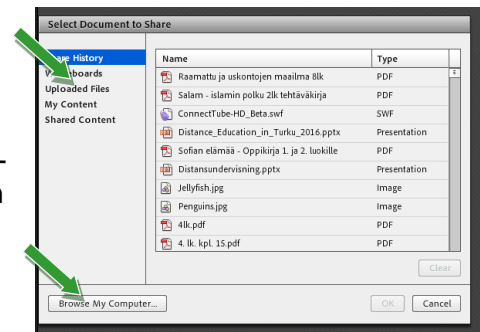 Select Document to Share
Share History
Whiteboards
Uploaded Files
My Content
Shared Content
Name Type
Raamattu ja uskontojen maailma 8lk PDF
Salam - islamin polku 2lk tehtäväkirja PDF
ConnectTube-HD_Beta.swf SWF
Distance_Education_in_Turku_2016.pptx Presentation
Sofian elämää - Oppikirja 1. ja 2. luokille PDF
Distansundervisning.pptx Presentation
Jellyfish.jpg Image
Penguins.jpg Image
4lk.pdf PDF
4. lk. kpl. 15.pdf PDF
Clear
Browse My Computer...
OK Cancel